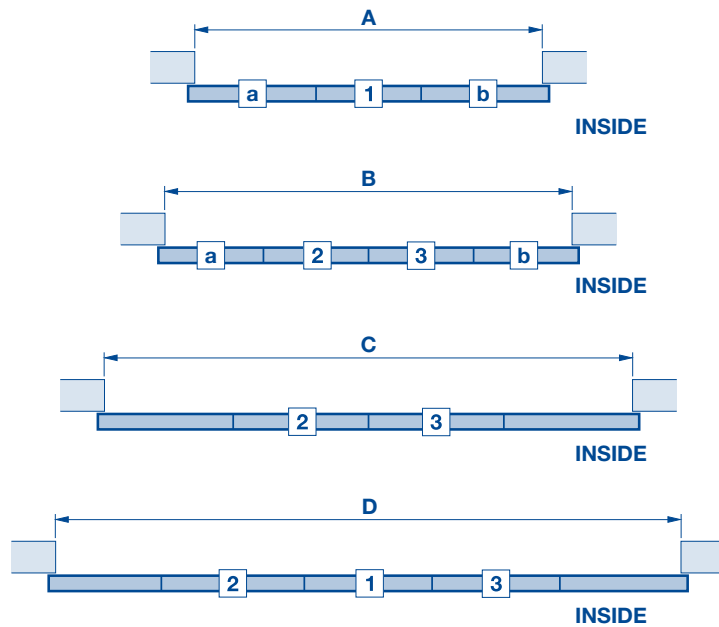 A
a 1 b
INSIDE
B
a 2 3 b
INSIDE
C
2 3
INSIDE
D
2 1 3
INSIDE